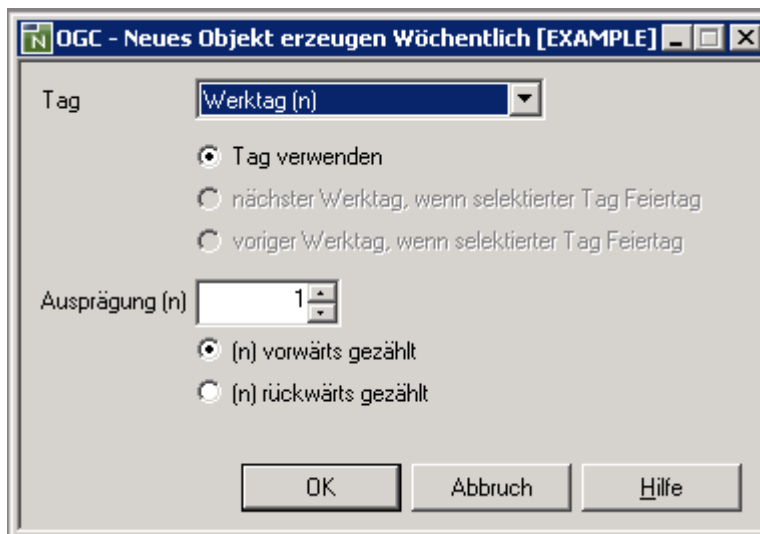 OGC - Neues Objekt erzeugen Wöchentlich [EXAMPLE]
Tag Werktag (n)
Tag verwenden
nächster Werktag, wenn selektierter Tag Feiertag
voriger Werktag, wenn selektierter Tag Feiertag
Ausprägung (n) 1
(n) vorwärts gezählt
(n) rückwärts gezählt
OK Abbruch Hilfe